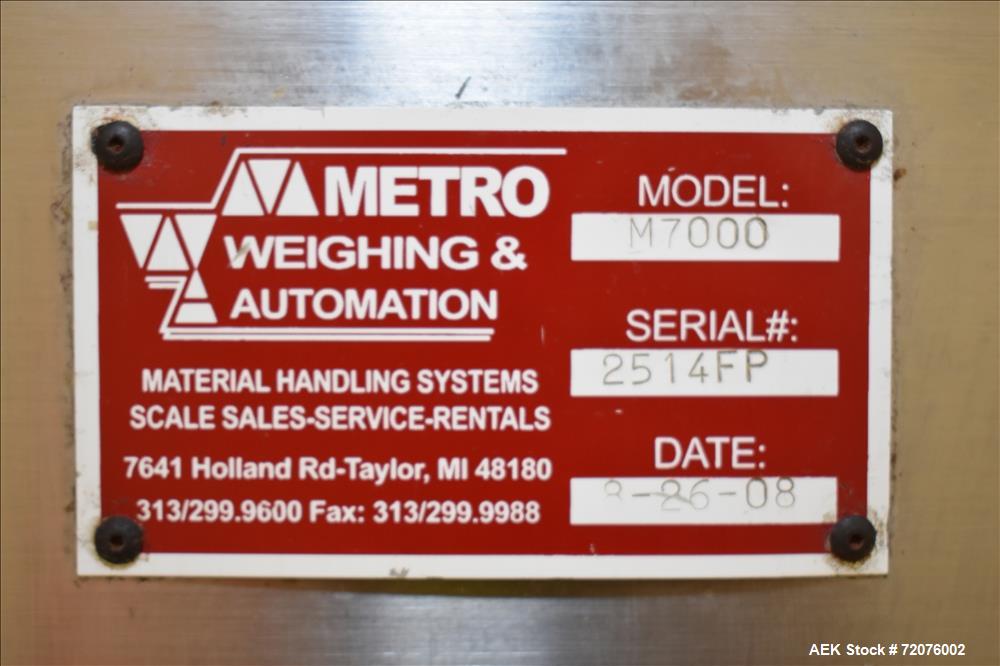 METRO
WEIGHING &
AUTOMATION
MATERIAL HANDLING SYSTEMS
SCALE SALES-SERVICE-RENTALS
7641 Holland Rd-Taylor, MI 48180
313/299.9600 Fax: 313/299.9988
MODEL:
M7000
SERIAL#:
2514FP
DATE:
8-26-08
AEK Stock # 72076002